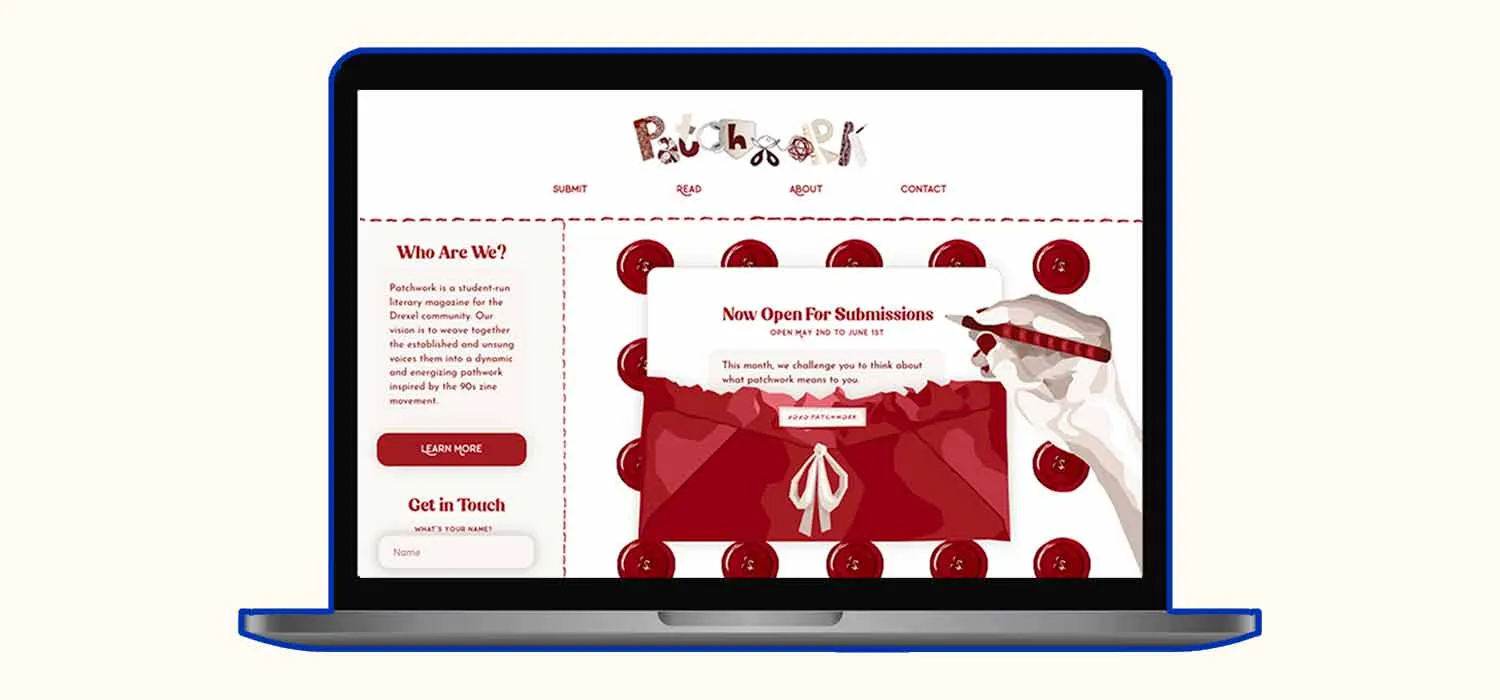 Patchwork
SUBMIT
READ
ABOUT
CONTACT
Who Are We?
Patchwork is a student-run
literary magazine for the
Drexel community. Our
vision is to weave together
the established and unsung
voices them into a dynamic
and energizing pathwork
inspired by the 90s zine
movement.
LEARN MORE
Get in Touch
WHAT'S YOUR NAME?
Name
Now Open For Submissions
OPEN MAY 2ND TO JUNE 1ST
This month, we challenge you to think about
what patchwork means to you.
XOXO PATCHWORK